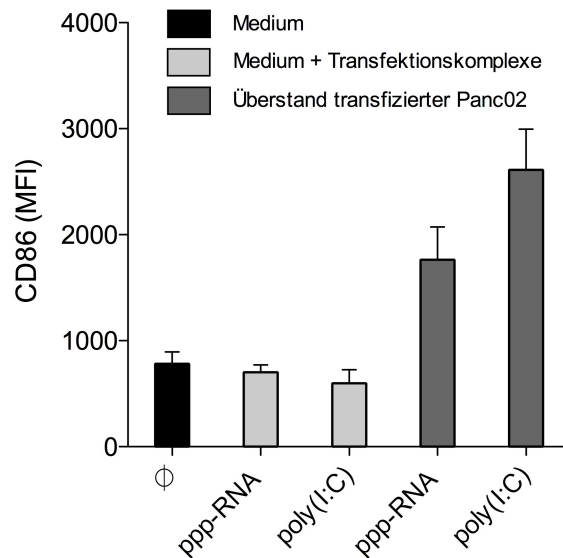 4000
3000
2000
1000
0
CD86 (MFI)
Medium
Medium + Transfektionskomplexe
Überstand transfizierter Panc02
Φ
ppp-RNA
poly(I:C)
ppp-RNA
poly(I:C)